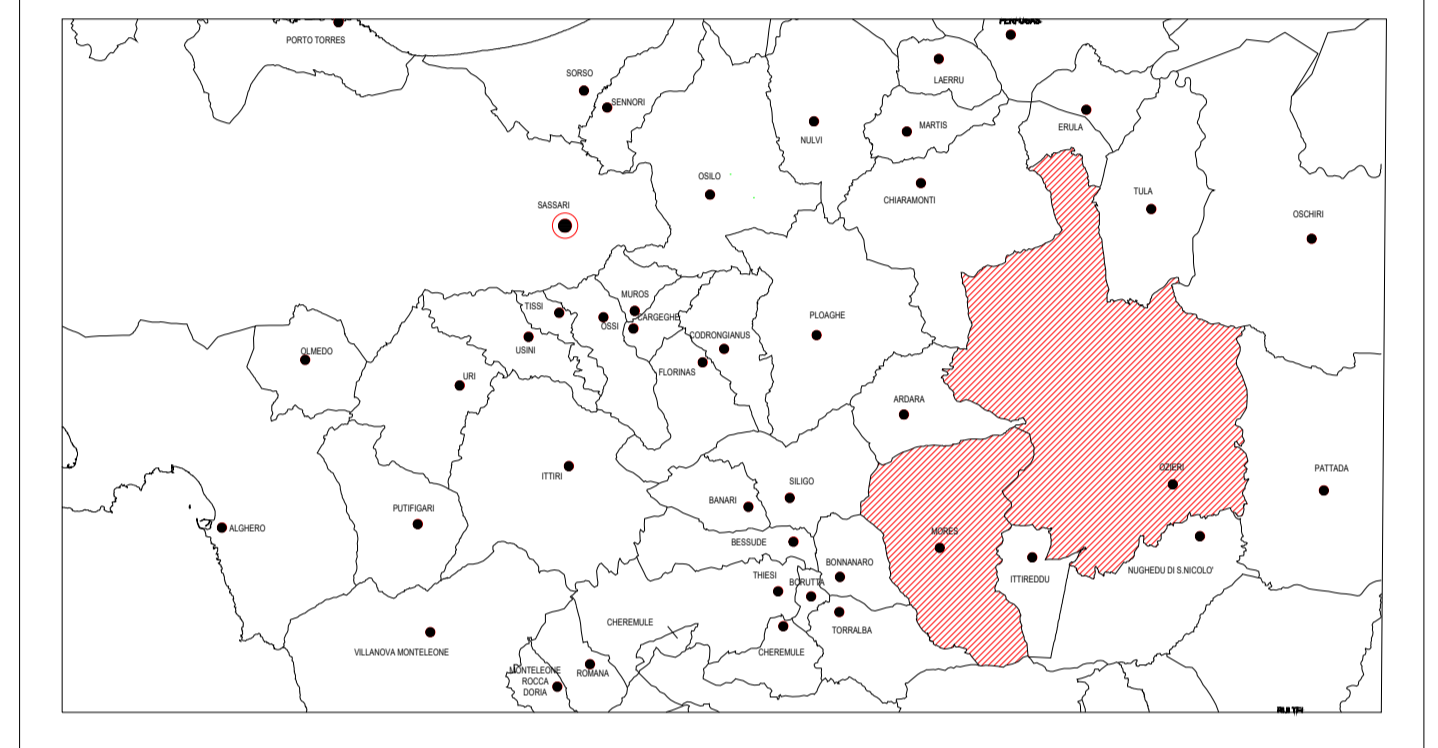 PERFUGAS
PORTO TORRES
SORSO
LAERRU
SENNORI
MARTIS
ERULA
NULVI
OSILO
TULA
CHIARAMONTI
SASSARI
OSCHIRI
MUROS
TISSI
CARGEGHE
PLOAGHE
OSSI
CODRONGIANUS
OLMEDO
USINI
FLORINAS
URI
ARDARA
OZIERI
PATTADA
ITTIRI
SILIGO
BANARI
PUTIFIGARI
ALGHERO
MORES
BESSUDE
BONNANARO
NUGHEDU DI S.NICOLO'
THIESI
BORUTTA
ITTIREDDU
CHEREMULE
TORRALBA
VILLANOVA MONTELEONE
CHEREMULE
MONTELEONE
ROCCA
DORIA
ROMANA